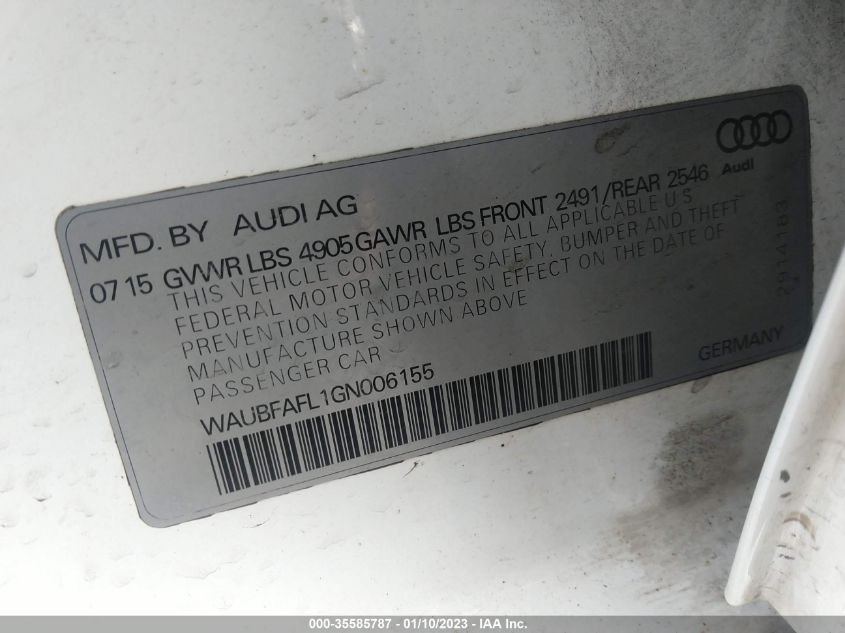 Audi
MFD. BY AUDI AG
07 15 GVWR LBS 4905 GAWR LBS FRONT 2491/REAR 2546
THIS VEHICLE CONFORMS TO ALL APPLICABLE U S
FEDERAL MOTOR VEHICLE SAFETY, BUMPER AND THEFT
PREVENTION STANDARDS IN EFFECT ON THE DATE OF
MANUFACTURE SHOWN ABOVE
PASSENGER CAR
WAUBFAFL1GN006155
GERMANY
291A183
000-35585787 - 01/10/2023 - IAA Inc.